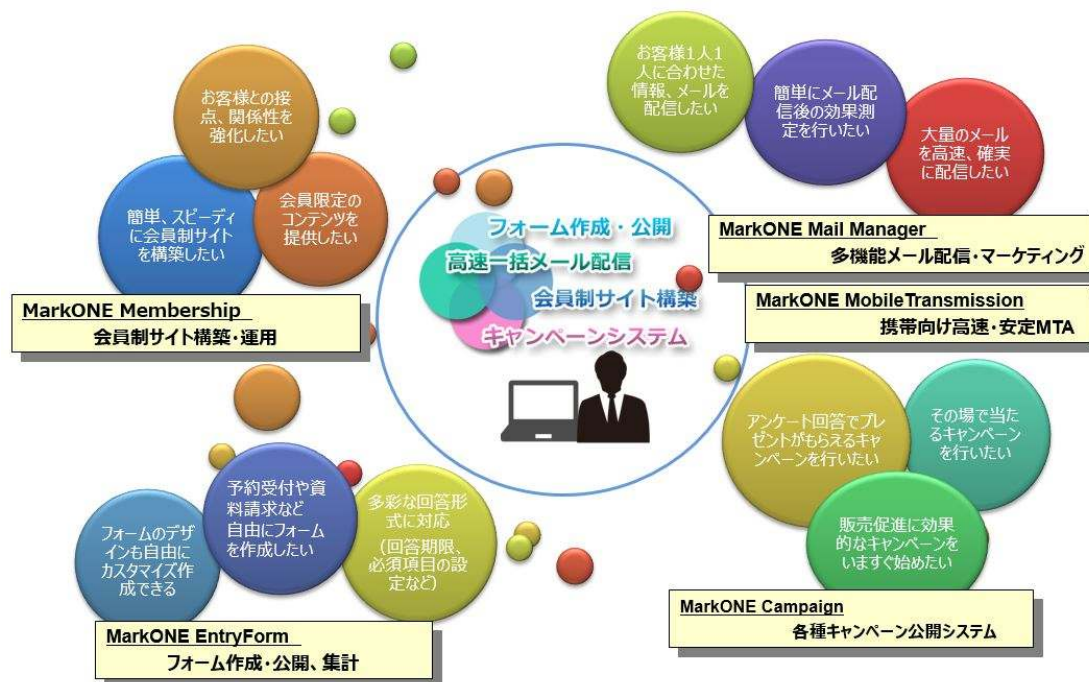 お客様との接
点、関係性を
強化したい
簡単、スピーディ
に会員制サイト
を構築したい
会員限定の
コンテンツを
提供したい
MarkONE Membership
会員制サイト構築・運用
お客様1人1
人に合わせた
情報、メールを
配信したい
簡単にメール配
信後の効果測
定を行いたい
大量のメール
を高速、確実
に配信したい
MarkONE Mail Manager
多機能メール配信・マーケティング
MarkONE MobileTransmission
携帯向け高速・安定MTA
フォーム作成・公開
高速一括メール配信
会員制サイト構築
キャンペーンシステム
フォームのデザ
インも自由に
カスタマイズ作
成できる
予約受付や資
料請求など
自由にフォーム
を作成したい
多彩な回答形
式に対応
(回答期限、
必須項目の設
定など)
MarkONE EntryForm
フォーム作成・公開、集計
アンケート回答でプレ
ゼントがもらえるキャ
ンペーンを行いたい
その場で当た
るキャンペーン
を行いたい
販売促進に効果
的なキャンペーンを
いますぐ始めたい
MarkONE Campaign
各種キャンペーン公開システム